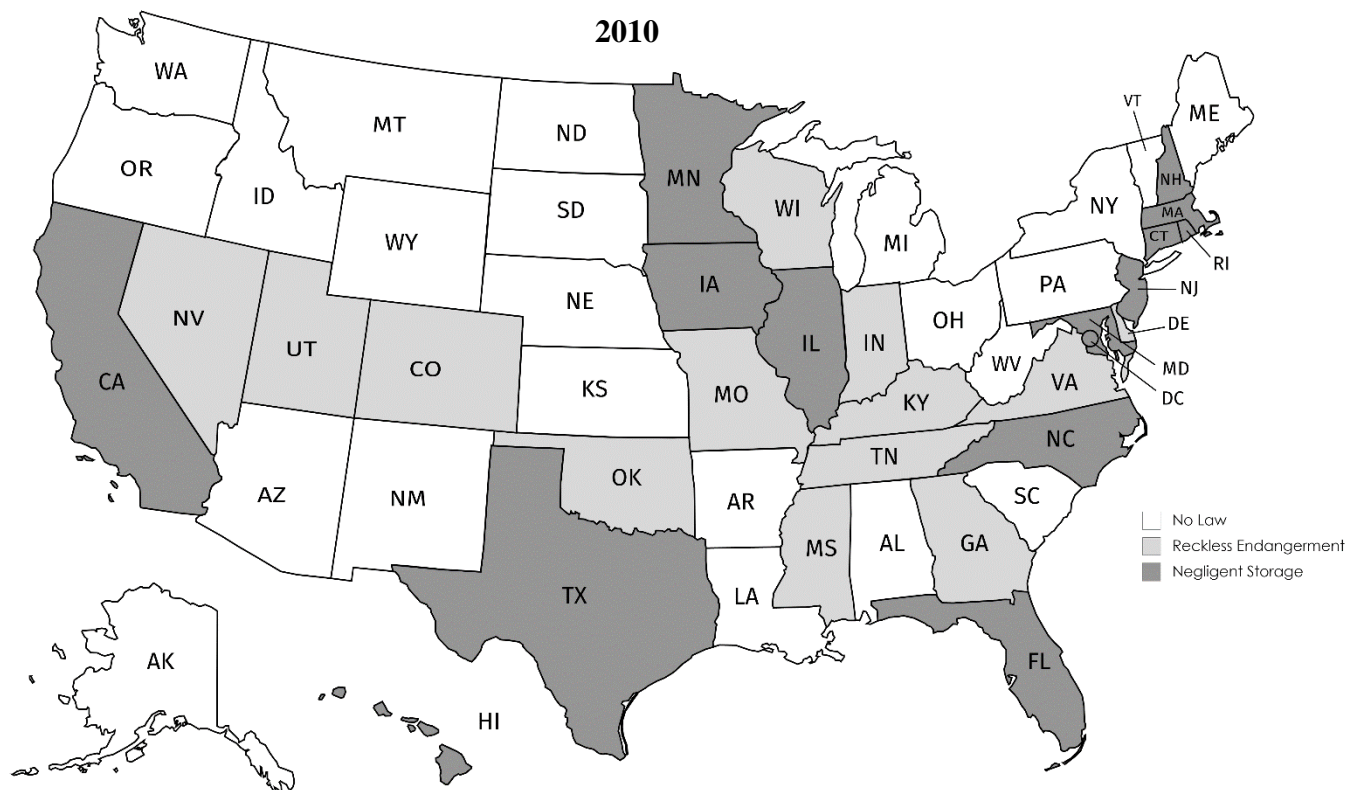 2010
WA
MT
ND
MN
OR
ID
SD
WI
WY
MI
NE
IA
NV
UT
CO
KS
MO
IL
IN
OH
PA
NY
VT
ME
NH
MA
CT
RI
NJ
DE
MD
DC
WV
VA
KY
CA
NC
TN
OK
AZ
NM
AR
SC
MS
AL
GA
TX
LA
FL
AK
HI
No Law
Reckless Endangerment
Negligent Storage